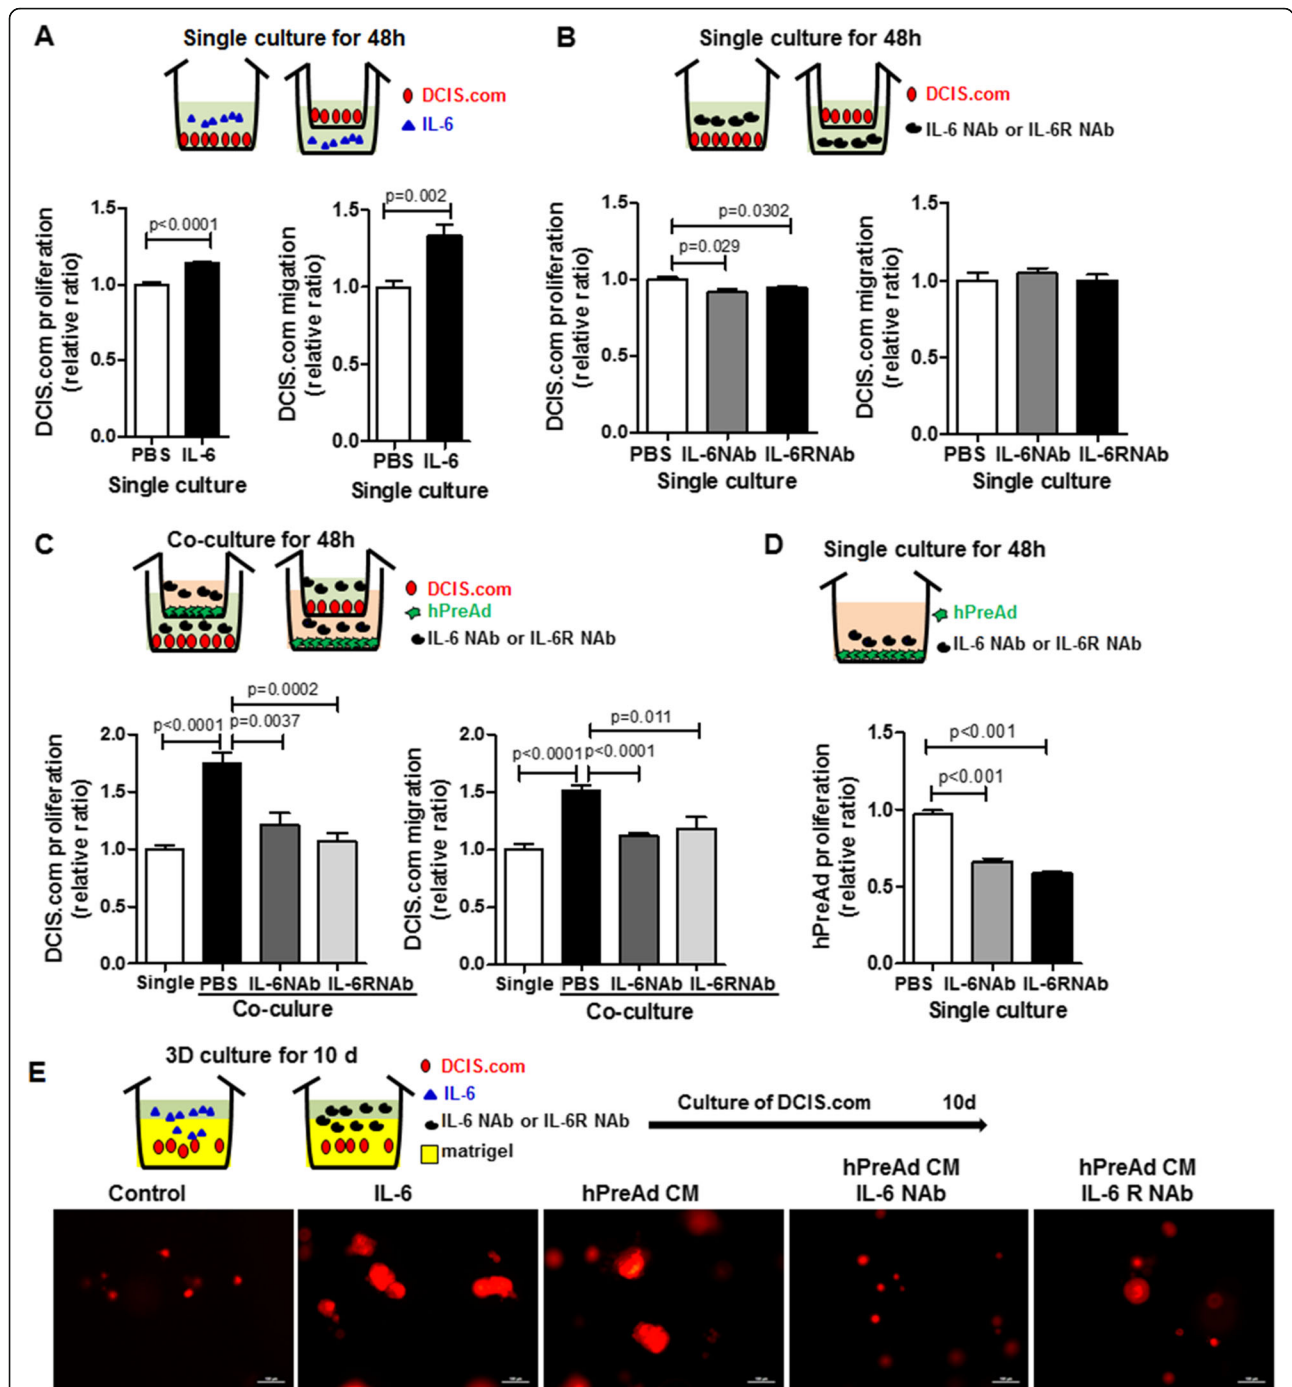 A
Single culture for 48h
DCIS.com
IL-6
DCIS.com proliferation
(relative ratio)
1.5
1.0
0.5
0.0
p<0.0001
PBS IL-6
Single culture
DCIS.com migration
(relative ratio)
1.5
1.0
0.5
0.0
p=0.002
PBS IL-6
Single culture
B
Single culture for 48h
DCIS.com
IL-6 NAb or IL-6R NAb
DCIS.com proliferation
(relative ratio)
1.5
1.0
0.5
0.0
p=0.0302
p=0.029
PBS IL-6NAb IL-6RNAb
Single culture
DCIS.com migration
(relative ratio)
1.5
1.0
0.5
0.0
PBS IL-6NAb IL-6RNAb
Single culture
C
Co-culture for 48h
DCIS.com
hPreAd
IL-6 NAb or IL-6R NAb
DCIS.com proliferation
(relative ratio)
2.0
1.5
1.0
0.5
0.0
p=0.0002
p<0.0001 p=0.0037
Single PBS IL-6NAb IL-6RNAb
Co-culure
DCIS.com migration
(relative ratio)
2.0
1.5
1.0
0.5
0.0
p=0.011
p<0.0001 p<0.0001
Single PBS IL-6NAb IL-6RNAb
Co-culture
D
Single culture for 48h
hPreAd
IL-6 NAb or IL-6R NAb
hPreAd proliferation
(relative ratio)
1.5
1.0
0.5
0.0
p<0.001
p<0.001
PBS IL-6NAb IL-6RNAb
Single culture
E
3D culture for 10 d
DCIS.com
IL-6
IL-6 NAb or IL-6R NAb
matrigel
Culture of DCIS.com 10d
Control
IL-6
hPreAd CM
hPreAd CM
IL-6 NAb
hPreAd CM
IL-6 R NAb